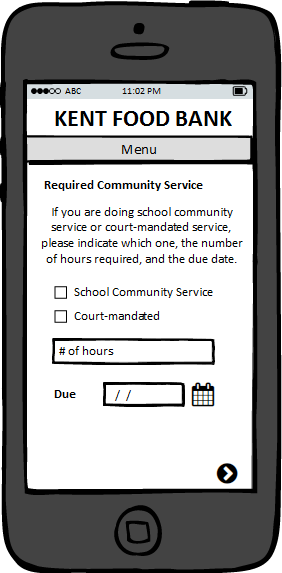 ABC 11:02 PM
KENT FOOD BANK
Menu
Required Community Service
If you are doing school community
service or court-mandated service,
please indicate which one, the number
of hours required, and the due date.
School Community Service
Court-mandated
# of hours
Due / /